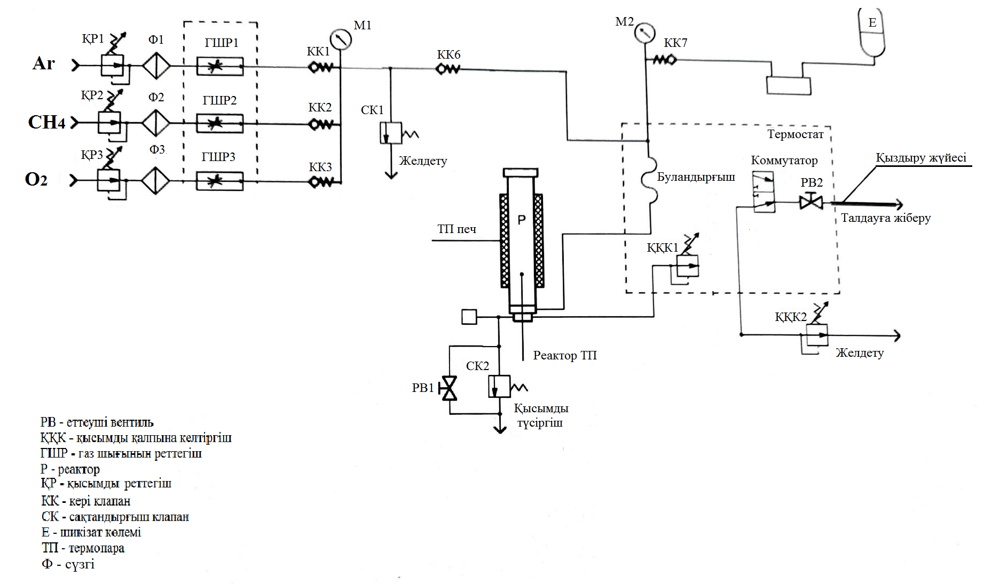 М1
М2
Е
ҚР1
Ф1
ГШР1
КК1
КК6
КК7
Ar
ҚР2
Ф2
ГШР2
КК2
СК1
CH4
Термостат
ҚР3
Ф3
ГШР3
КК3
Желдету
Коммутатор
Қыздыру жүйесі
O2
Буландырғыш
РВ2
P
Талдауға жіберу
ТП печ
ҚҚК1
ҚҚК2
Реактор ТП
Желдету
СК2
РВ1
Қысымды
түсіргіш
РВ - еттеуші вентиль
ҚҚК - қысымды қалпына келтіргіш
ГШР - газ шығынын реттегіш
Р - реактор
ҚР - қысымды реттегіш
КК - кері клапан
СК - сақтандырғыш клапан
Е - шикізат көлемі
ТП - термопара
Ф - сүзгі